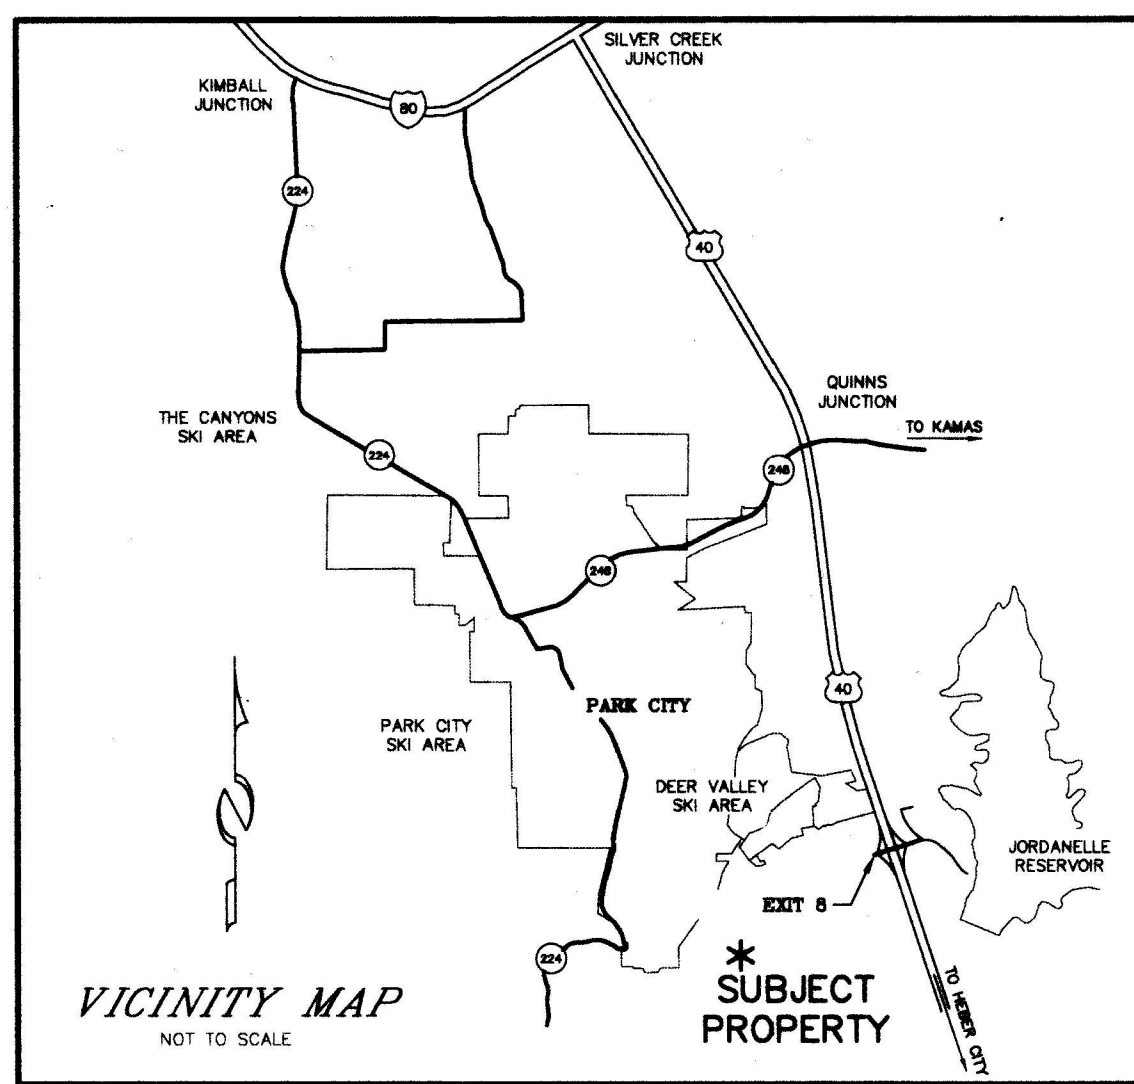 SILVER CREEK
JUNCTION
KIMBALL
JUNCTION
80
224
40
QUINNS
JUNCTION
TO KAMAS
THE CANYONS
SKI AREA
224
248
248
40
PARK CITY
PARK CITY
SKI AREA
DEER VALLEY
SKI AREA
JORDANELLE
RESERVOIR
EXIT 8
224
SUBJECT
PROPERTY
TO HEBER CITY
VICINITY MAP
NOT TO SCALE